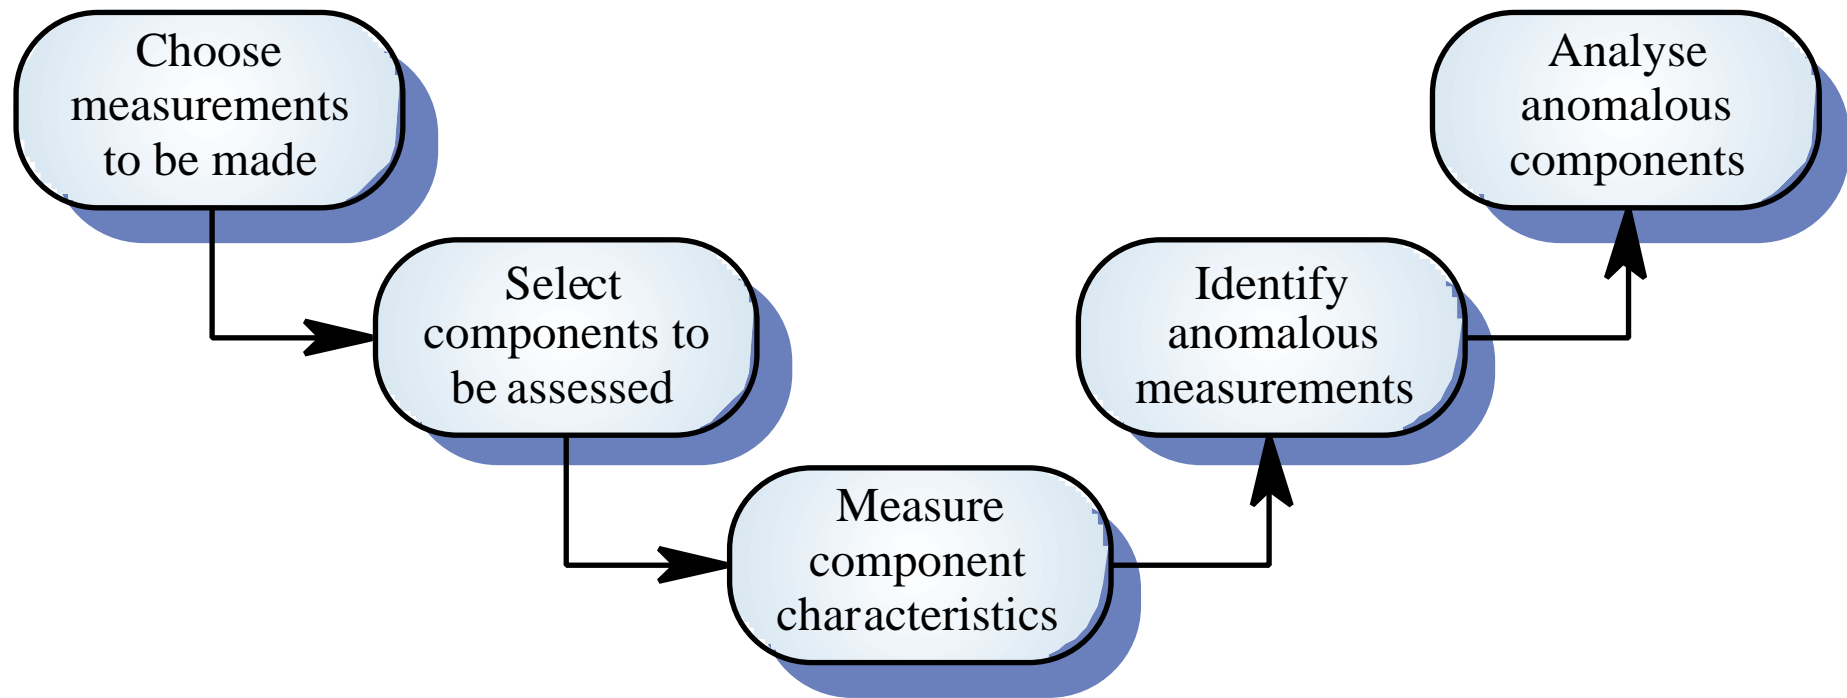 Choose
measurements
to be made
Select
components to
be assessed
Measure
component
characteristics
Identify
anomalous
measurements
Analyse
anomalous
components